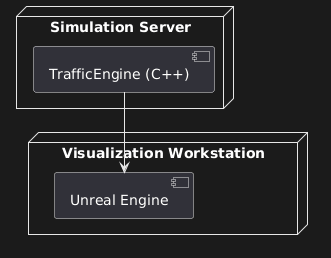 Simulation Server
TrafficEngine (C++)
Visualization Workstation
Unreal Engine